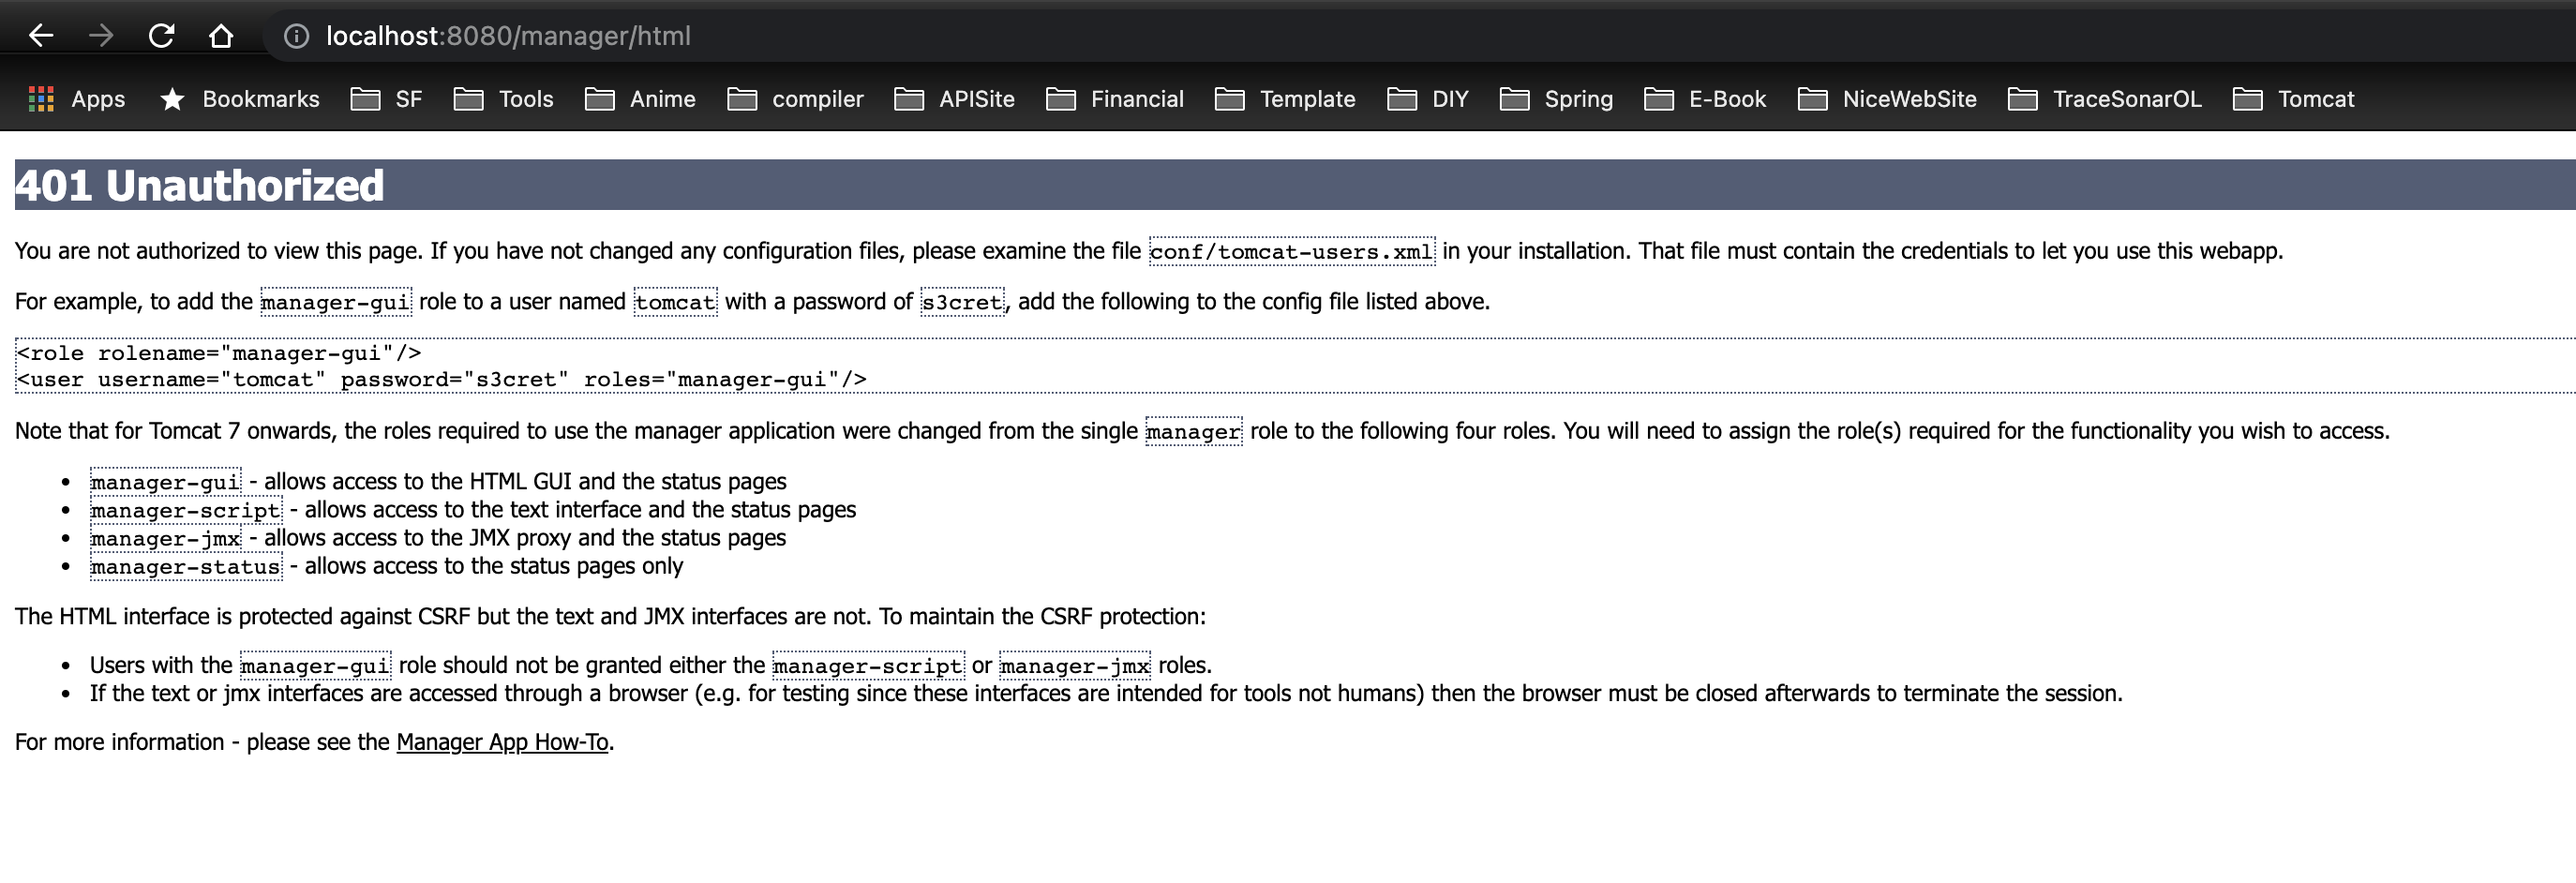 localhost:8080/manager/html
Apps Bookmarks SF Tools Anime compiler APISite Financial Template DIY Spring E-Book NiceWebSite TraceSonarOL Tomcat
401 Unauthorized
You are not authorized to view this page. If you have not changed any configuration files, please examine the file conf/tomcat-users.xml in your installation. That file must contain the credentials to let you use this webapp.
For example, to add the manager-gui role to a user named tomcat with a password of s3cret, add the following to the config file listed above.
<role rolename="manager-gui"/>
<user username="tomcat" password="s3cret" roles="manager-gui"/>
Note that for Tomcat 7 onwards, the roles required to use the manager application were changed from the single manager role to the following four roles. You will need to assign the role(s) required for the functionality you wish to access.
• manager-gui - allows access to the HTML GUI and the status pages
• manager-script - allows access to the text interface and the status pages
• manager-jmx - allows access to the JMX proxy and the status pages
• manager-status - allows access to the status pages only
The HTML interface is protected against CSRF but the text and JMX interfaces are not. To maintain the CSRF protection:
• Users with the manager-gui role should not be granted either the manager-script or manager-jmx roles.
• If the text or jmx interfaces are accessed through a browser (e.g. for testing since these interfaces are intended for tools not humans) then the browser must be closed afterwards to terminate the session.
For more information - please see the Manager App How-To.